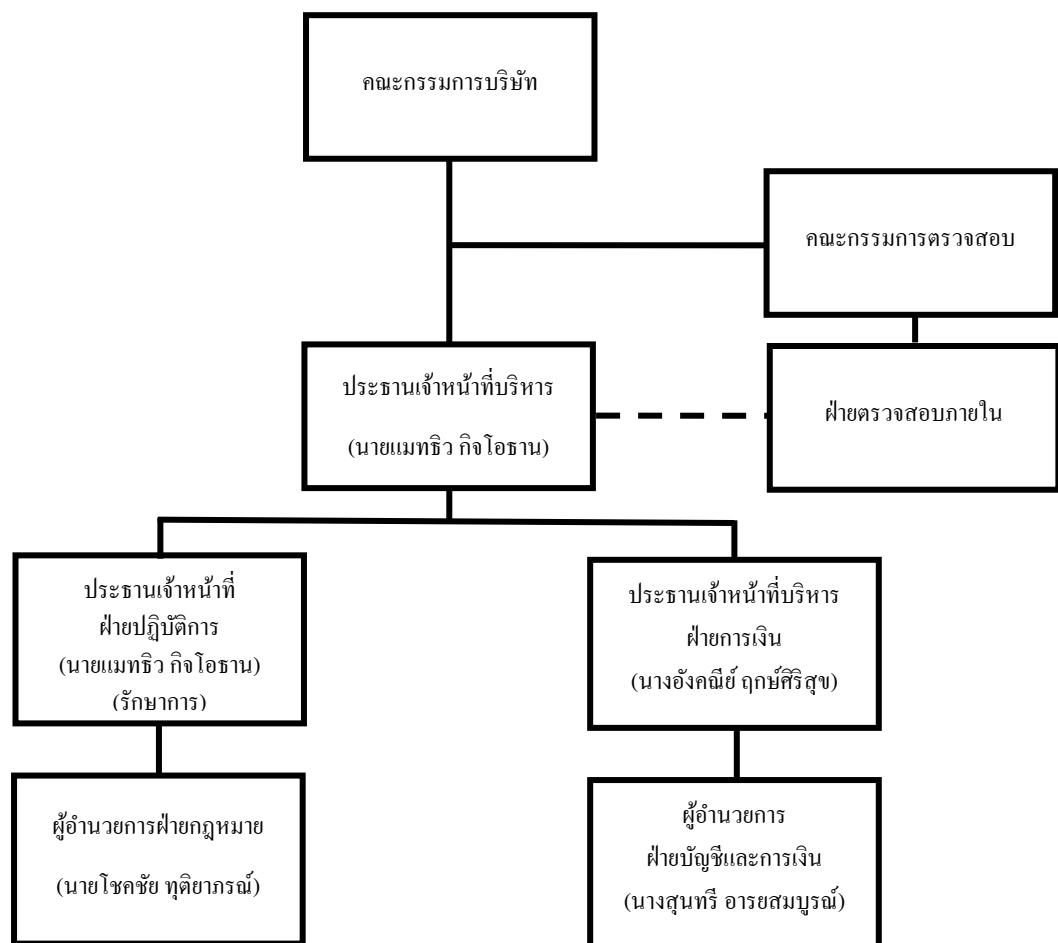 คณะกรรมการบริษัท
คณะกรรมการตรวจสอบ
ประธานเจ้าหน้าที่บริหาร
(นายแมทธิว กิจโอธาน)
ฝ่ายตรวจสอบภายใน
ประธานเจ้าหน้าที่
ฝ่ายปฏิบัติการ
(นายแมทธิว กิจโอธาน)
(รักษาการ)
ประธานเจ้าหน้าที่บริหาร
ฝ่ายการเงิน
(นางอังคณีย์ ฤกษ์ศิริสุข)
ผู้อำนวยการฝ่ายกฎหมาย
(นายโชคชัย ทุติยาภรณ์)
ผู้อำนวยการ
ฝ่ายบัญชีและการเงิน
(นางสุนทรี อารยสมบูรณ์)